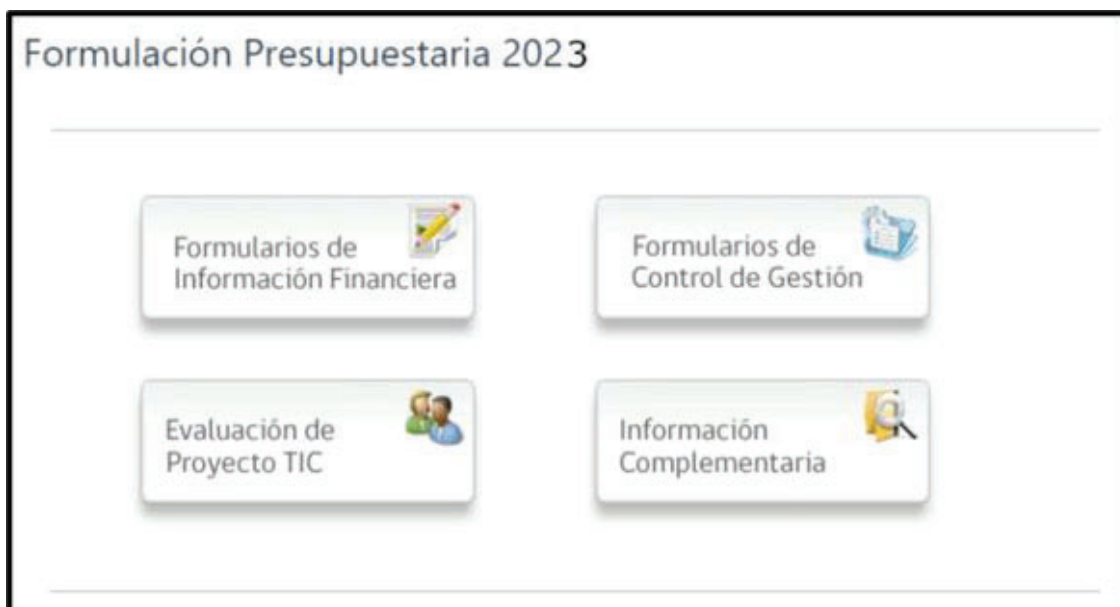 Formulación Presupuestaria 2023
Formularios de
Información Financiera
Formularios de
Control de Gestión
Evaluación de
Proyecto TIC
Información
Complementaria